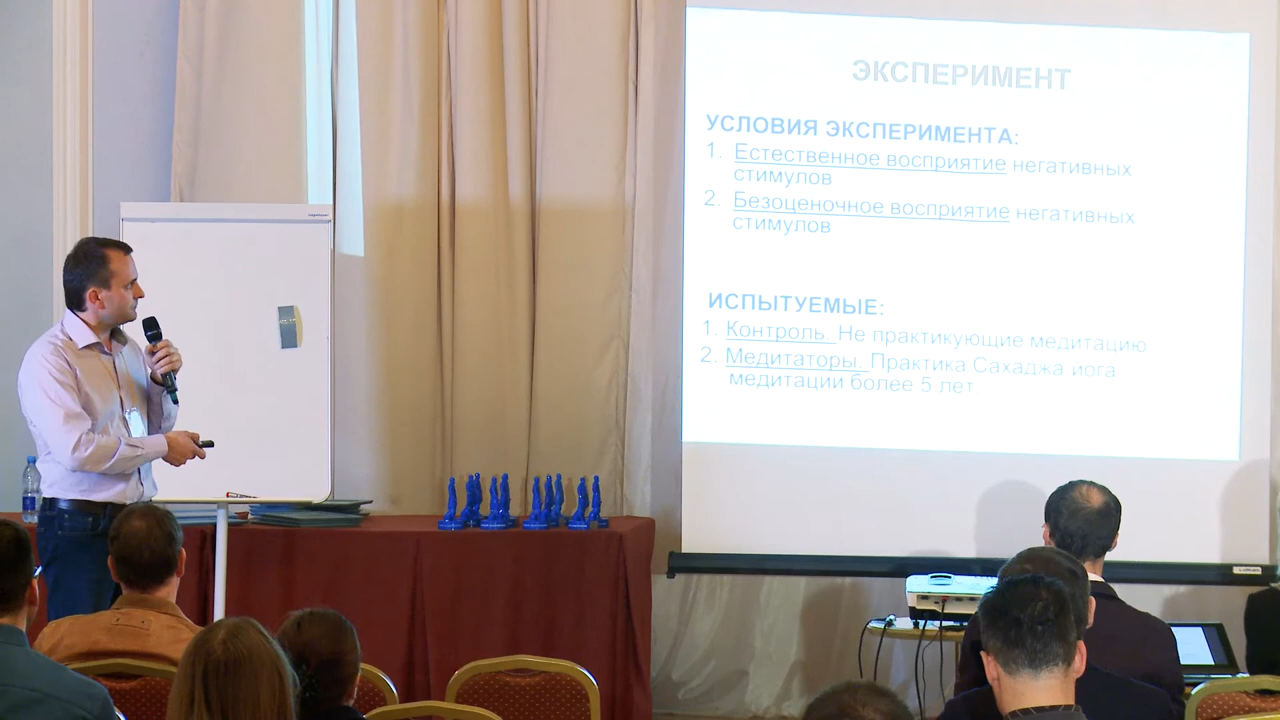 ЭКСПЕРИМЕНТ
УСЛОВИЯ ЭКСПЕРИМЕНТА:
1. Естественное восприятие негативных
стимулов
2. Безоценочное восприятие негативных
стимулов
ИСПЫТУЕМЫЕ:
1. Контроль. Не практикующие медитацию
2. Медитаторы. Практика Сахаджа йога
медитации более 5 лет